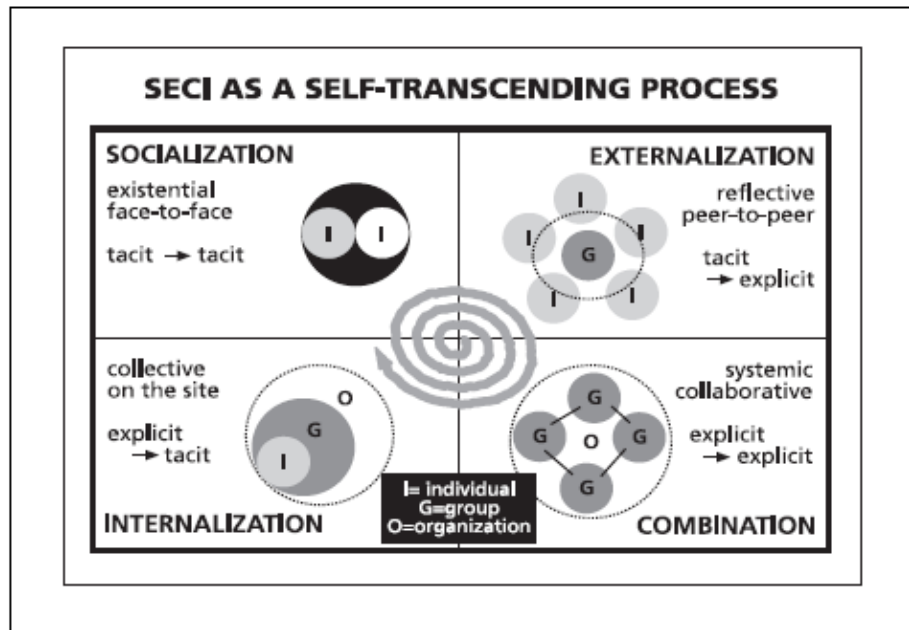 SECI AS A SELF-TRANSCENDING PROCESS
SOCIALIZATION
existential
face-to-face
tacit → tacit
I I
EXTERNALIZATION
reflective
peer-to-peer
tacit
→ explicit
I
I I
G
I I
collective
on the site
explicit
→ tacit
O
G
I
INTERNALIZATION
systemic
collaborative
explicit
→ explicit
G
G O G
G
COMBINATION
I= individual
G=group
O=organization